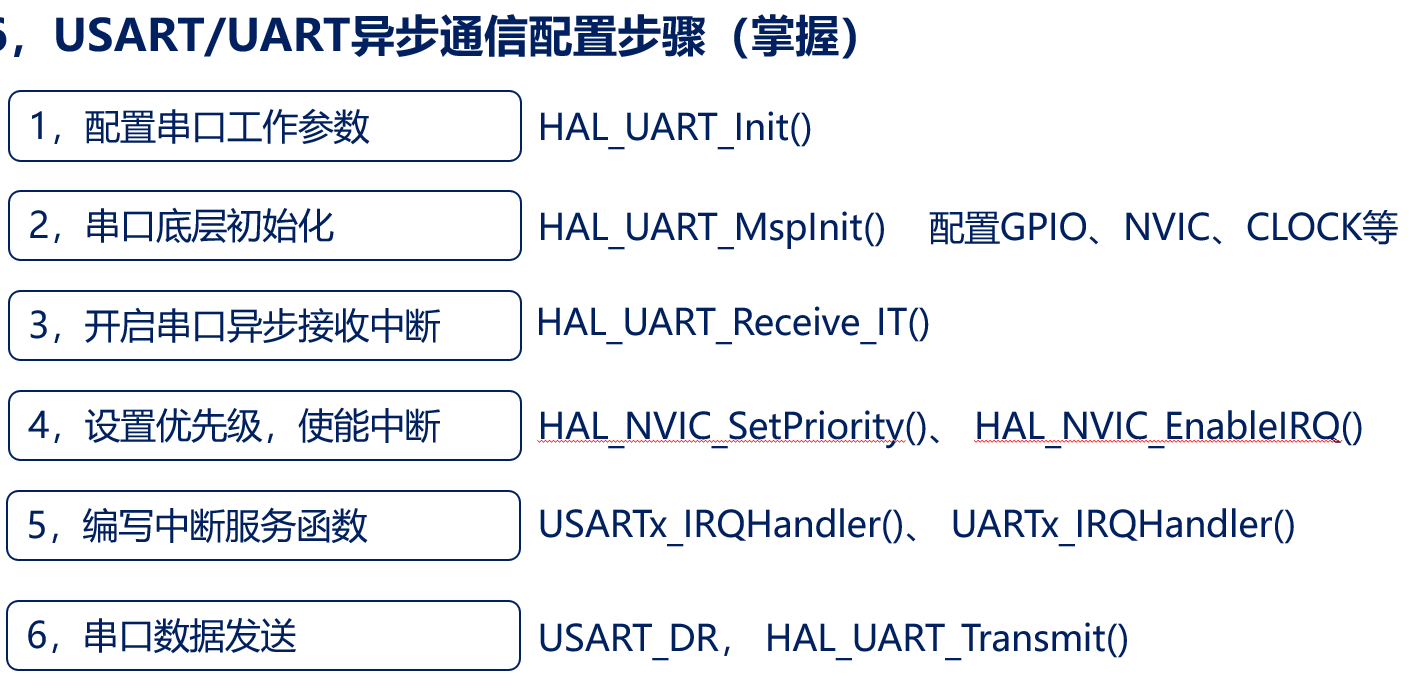 ，USART/UART异步通信配置步骤（掌握）
1，配置串口工作参数 HAL_UART_Init()
2，串口底层初始化 HAL_UART_MspInit() 配置GPIO、NVIC、CLOCK等
3，开启串口异步接收中断 HAL_UART_Receive_IT()
4，设置优先级，使能中断 HAL_NVIC_SetPriority()、 HAL_NVIC_EnableIRQ()
5，编写中断服务函数 USARTx_IRQHandler()、 UARTx_IRQHandler()
6，串口数据发送 USART_DR， HAL_UART_Transmit()